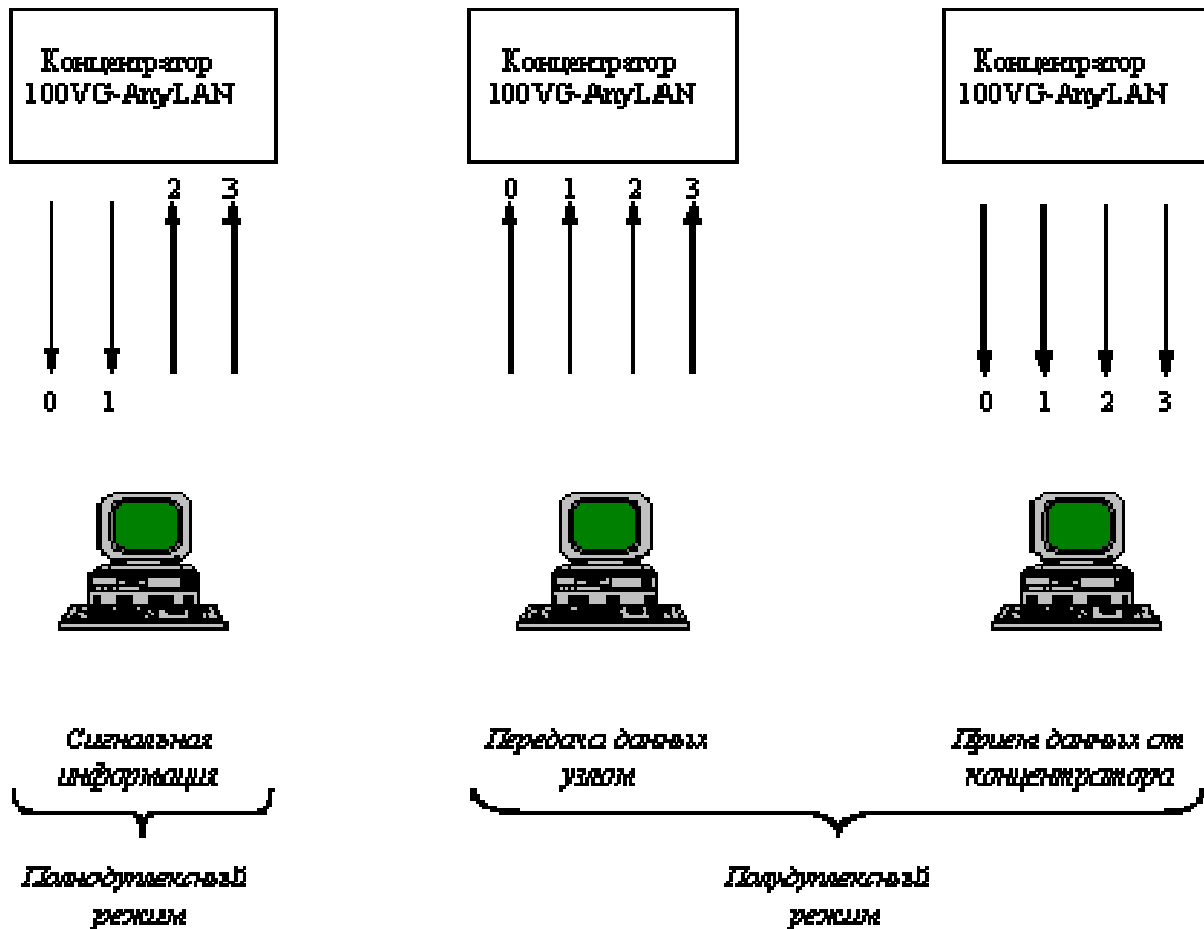 Концентратор
100VG-AnyLAN
Концентратор
100VG-AnyLAN
Концентратор
100VG-AnyLAN
2 3
0 1 2 3
0 1
0 1 2 3
Сигнальная
информация
Передача данных
узлом
Прием данных от
концентратора
Полнодуплексный
режим
Полудуплексный
режим